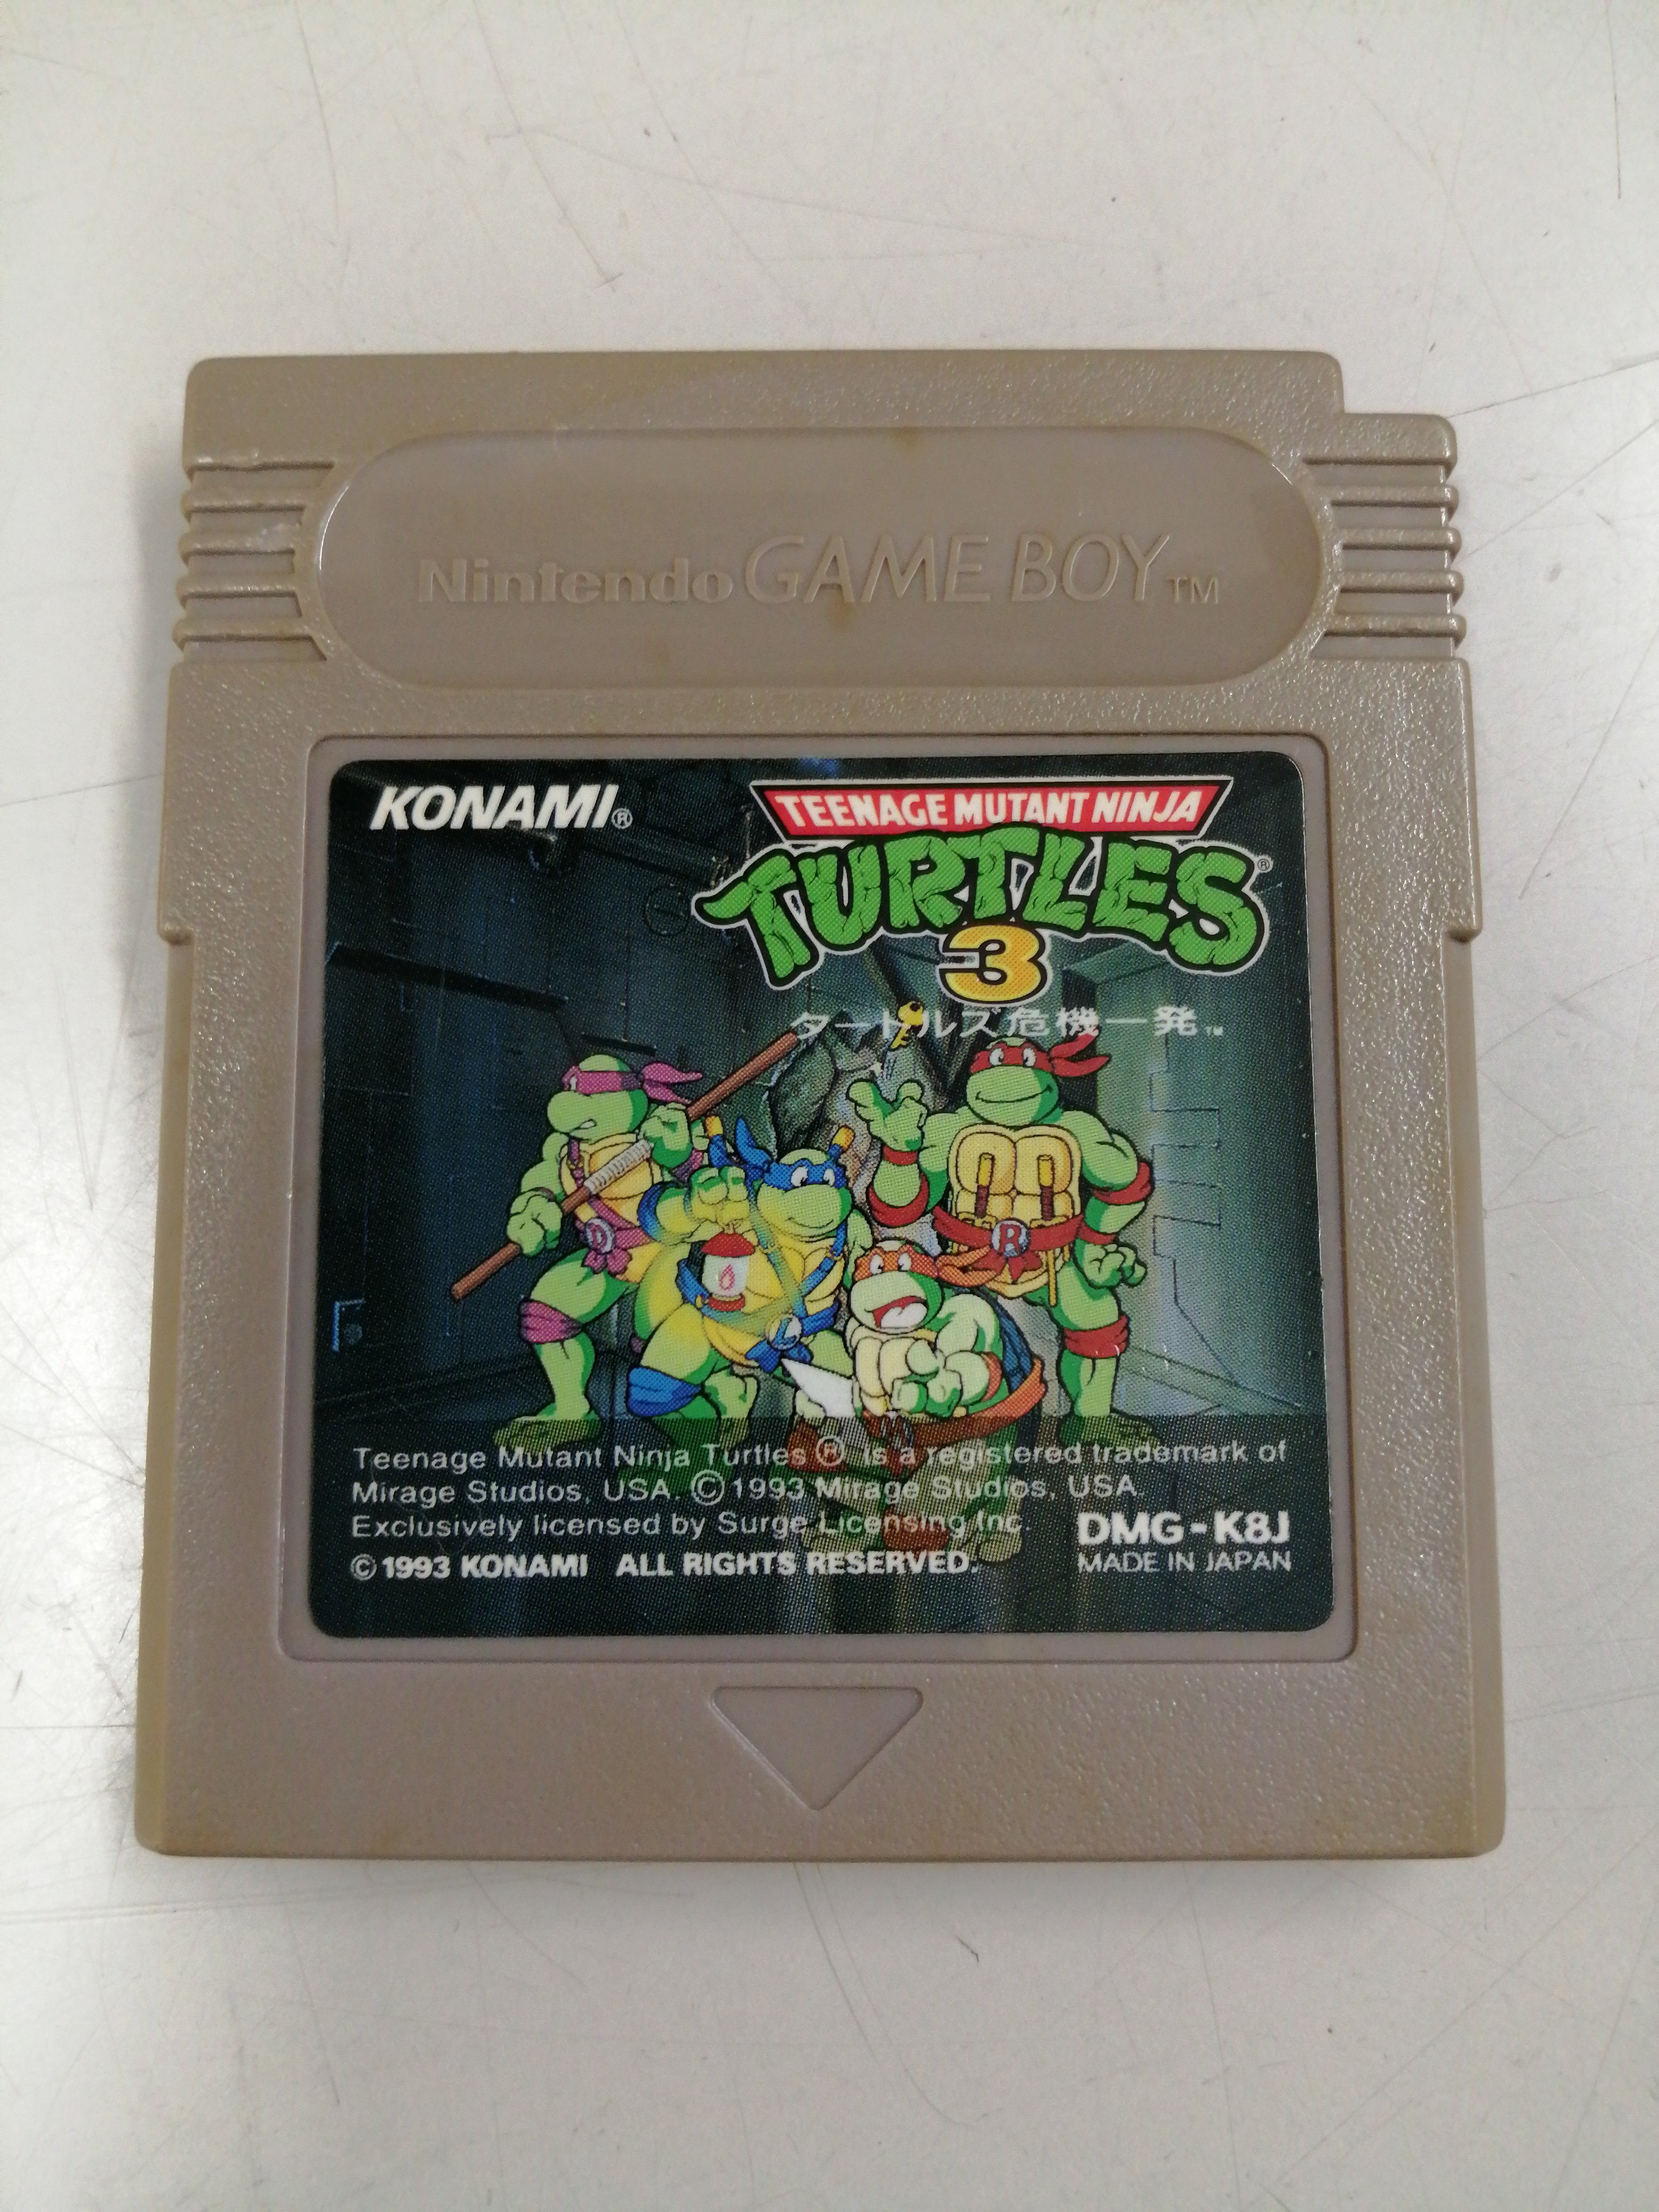 Nintendo GAME BOY™
KONAMI®
TEENAGE MUTANT NINJA
TURTLES®
3
タートルズ危機一発™
D
L
R
Teenage Mutant Ninja Turtles® is a registered trademark of
Mirage Studios, USA. ©1993 Mirage Studios, USA.
Exclusively licensed by Surge Licensing Inc.
DMG-K8J
©1993 KONAMI ALL RIGHTS RESERVED.
MADE IN JAPAN